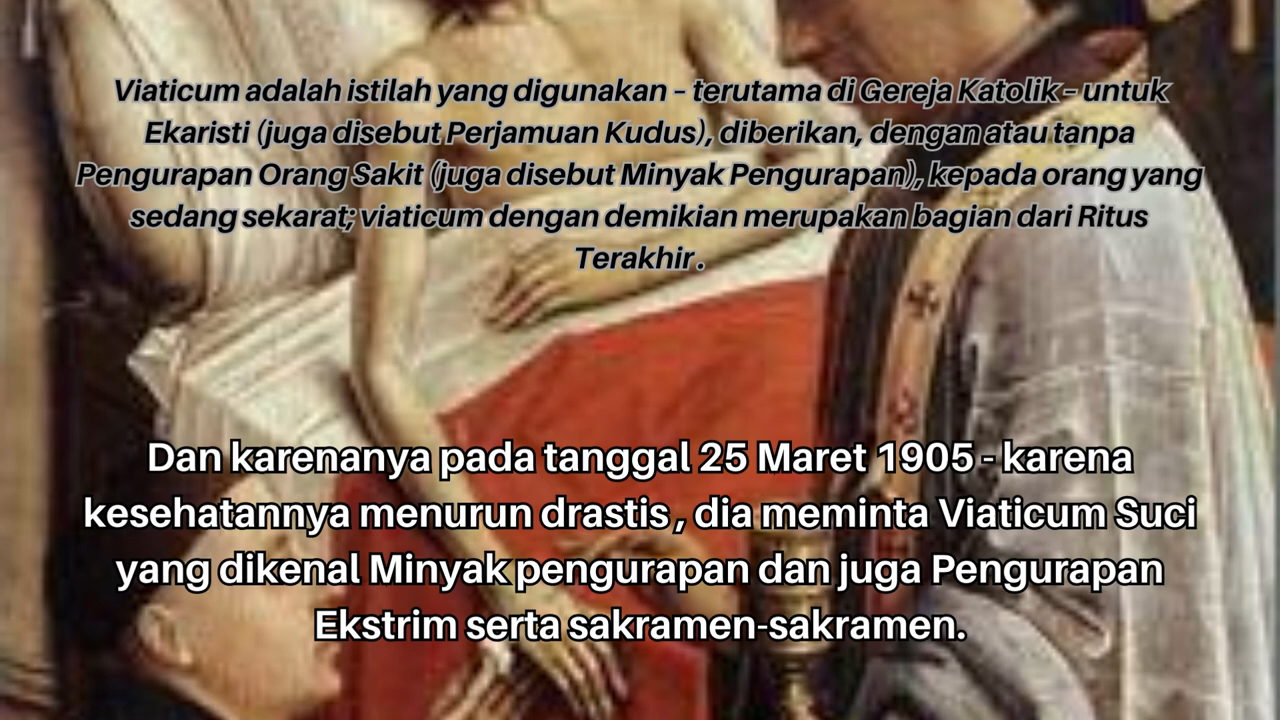 Viaticum adalah istilah yang digunakan – terutama di Gereja Katolik – untuk
Ekaristi (juga disebut Perjamuan Kudus), diberikan, dengan atau tanpa
Pengurapan Orang Sakit (juga disebut Minyak Pengurapan), kepada orang yang
sedang sekarat; viaticum dengan demikian merupakan bagian dari Ritus
Terakhir .
Dan karenanya pada tanggal 25 Maret 1905 - karena
kesehatannya menurun drastis , dia meminta Viaticum Suci
yang dikenal Minyak pengurapan dan juga Pengurapan
Ekstrim serta sakramen-sakramen.